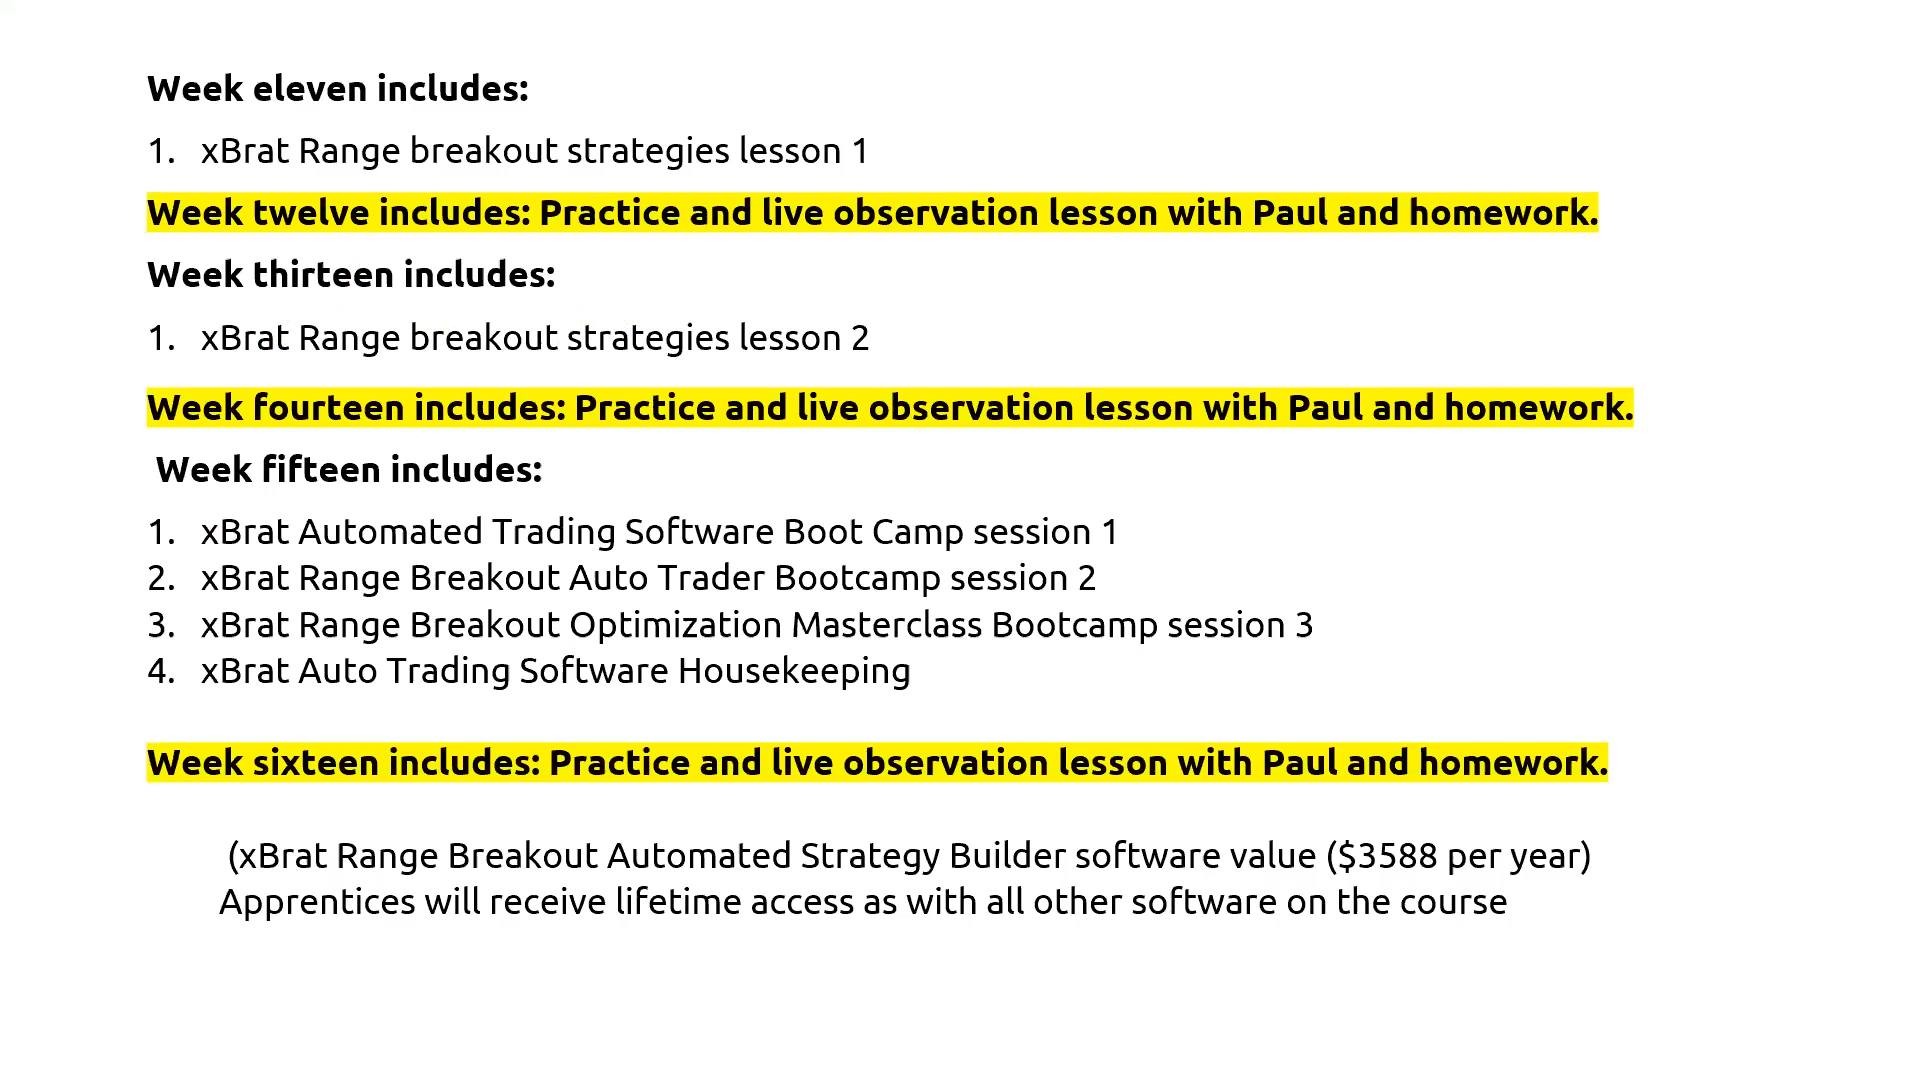 Week eleven includes:
1. xBrat Range breakout strategies lesson 1
Week twelve includes: Practice and live observation lesson with Paul and homework.
Week thirteen includes:
1. xBrat Range breakout strategies lesson 2
Week fourteen includes: Practice and live observation lesson with Paul and homework.
Week fifteen includes:
1. xBrat Automated Trading Software Boot Camp session 1
2. xBrat Range Breakout Auto Trader Bootcamp session 2
3. xBrat Range Breakout Optimization Masterclass Bootcamp session 3
4. xBrat Auto Trading Software Housekeeping
Week sixteen includes: Practice and live observation lesson with Paul and homework.
(xBrat Range Breakout Automated Strategy Builder software value ($3588 per year)
Apprentices will receive lifetime access as with all other software on the course